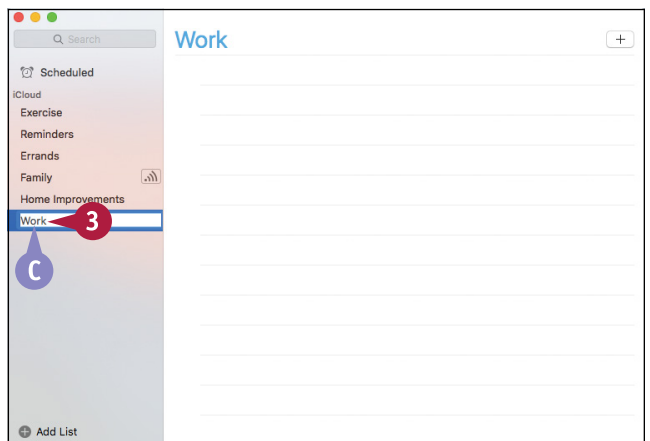 Search
Work
+
Scheduled
iCloud
Exercise
Reminders
Errands
Family
Home Improvements
Work
3
C
Add List